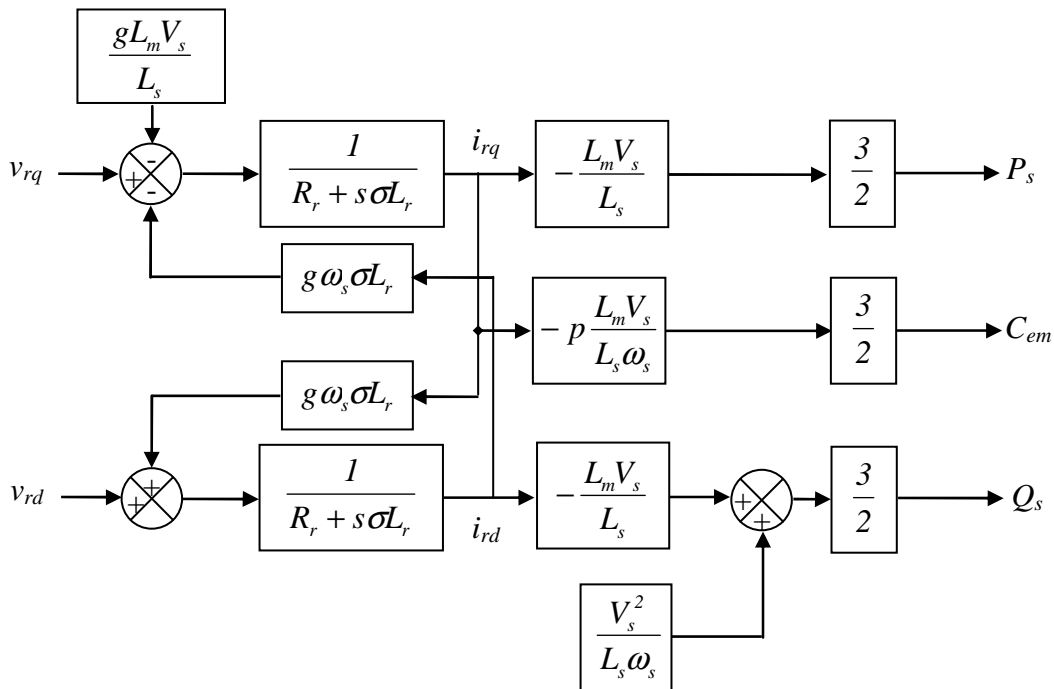 gL_mV_s
L_s
v_rq
+
-
-
1
R_r + sσL_r
i_rq
- L_mV_s
L_s
3
2
P_s
gω_sσL_r
- p L_mV_s
L_sω_s
3
2
C_em
gω_sσL_r
v_rd
+
+
1
R_r + sσL_r
i_rd
- L_mV_s
L_s
+
+
3
2
Q_s
V_s^2
L_sω_s